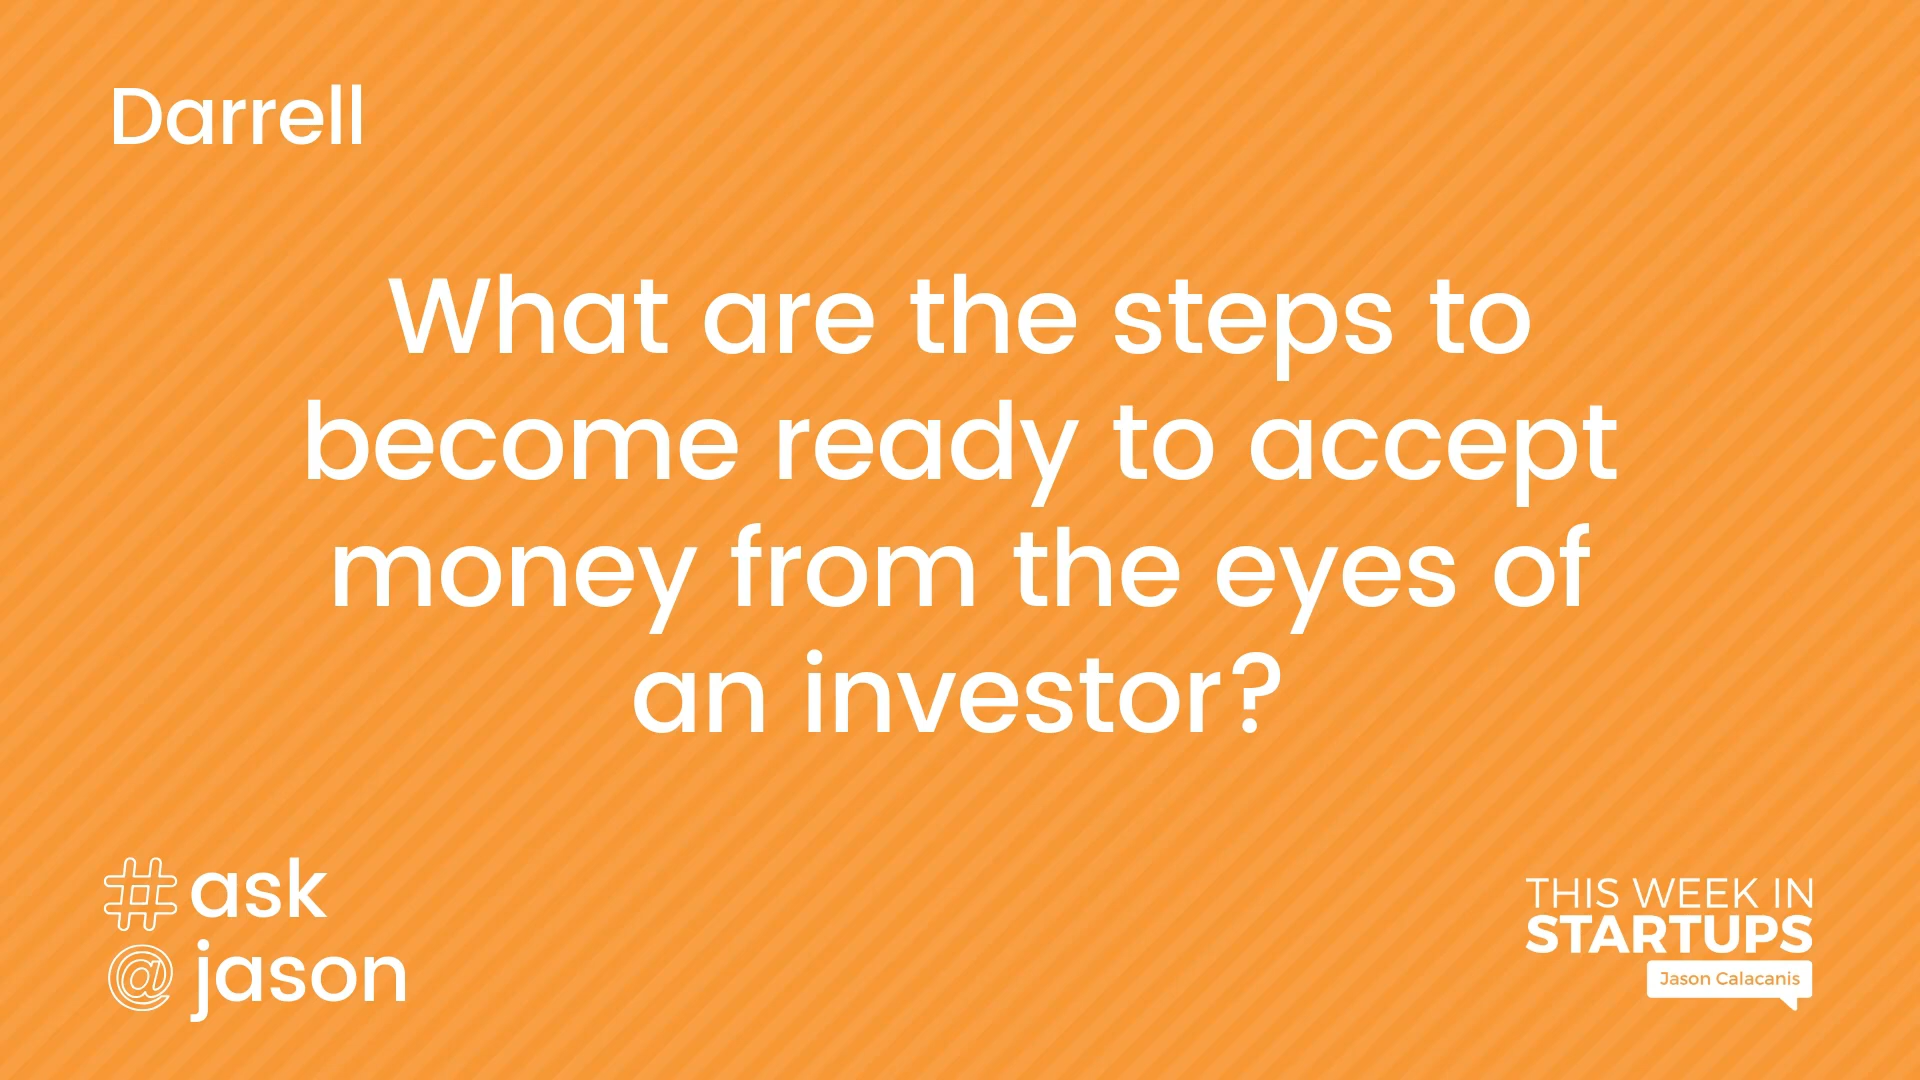 Darrell
What are the steps to
become ready to accept
money from the eyes of
an investor?
#ask
@jason
THIS WEEK IN
STARTUPS
Jason Calacanis